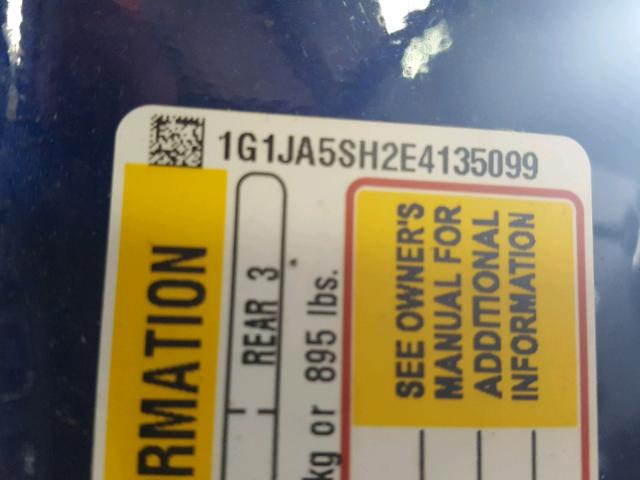 1G1JA5SH2E4135099
RMATION
REAR 3
kg or 895 lbs.
SEE OWNER'S
MANUAL FOR
ADDITIONAL
INFORMATION